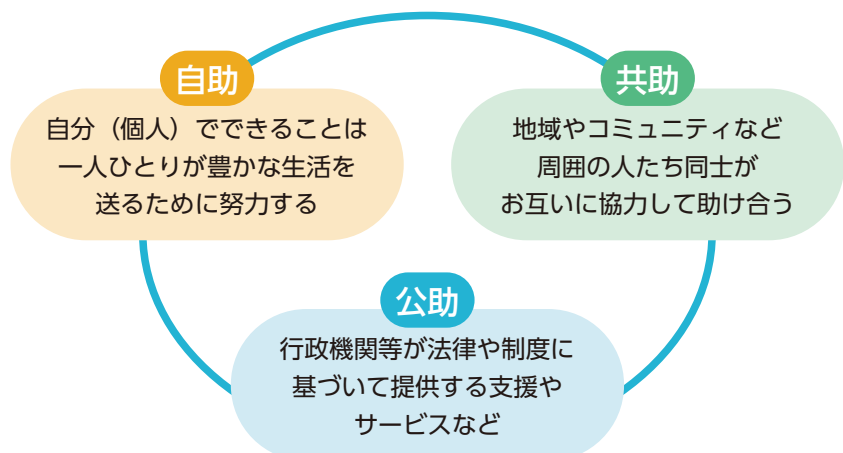 自助
自分（個人）でできることは
一人ひとりが豊かな生活を
送るために努力する
共助
地域やコミュニティなど
周囲の人たち同士が
お互いに協力して助け合う
公助
行政機関等が法律や制度に
基づいて提供する支援や
サービスなど